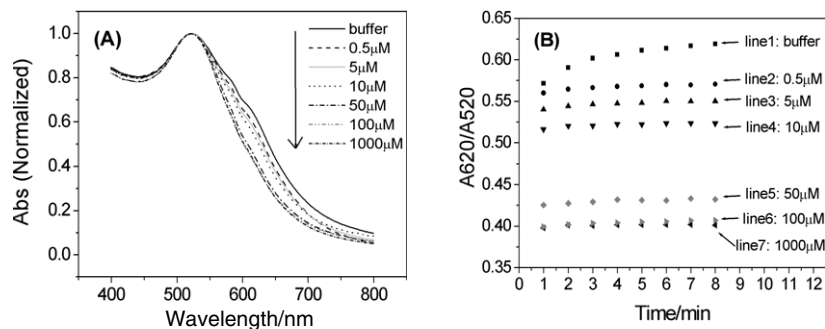 (A)
buffer
0.5μM
5μM
10μM
50μM
100μM
1000μM
1.0
0.8
0.6
0.4
0.2
0.0
Abs (Normalized)
400
500
600
700
800
Wavelength/nm
(B)
line1: buffer
line2: 0.5μM
line3: 5μM
line4: 10μM
line5: 50μM
line6: 100μM
line7: 1000μM
0.65
0.60
0.55
0.50
0.45
0.40
0.35
A620/A520
0 1 2 3 4 5 6 7 8 9 10 11 12
Time/min